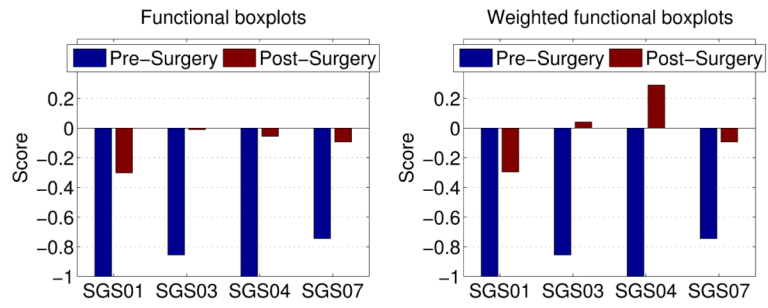 Functional boxplots
Pre-Surgery Post-Surgery
0.2
0
-0.2
-0.4
-0.6
-0.8
-1
Score
SGS01 SGS03 SGS04 SGS07
Weighted functional boxplots
Pre-Surgery Post-Surgery
0.2
0
-0.2
-0.4
-0.6
-0.8
-1
Score
SGS01 SGS03 SGS04 SGS07